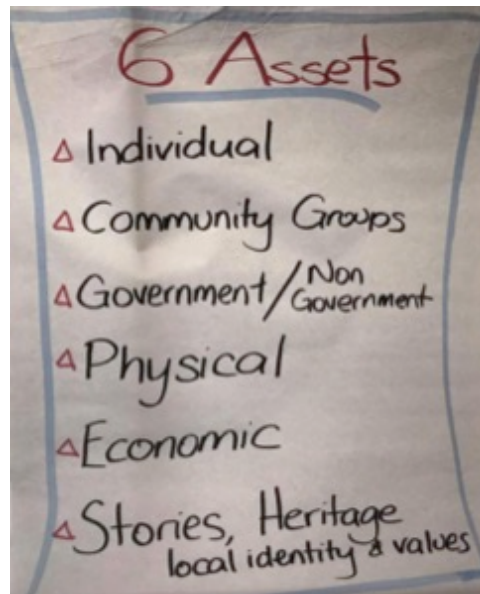 6 Assets
Individual
Community Groups
Government/Non
Government
Physical
Economic
Stories, Heritage
local identity & values